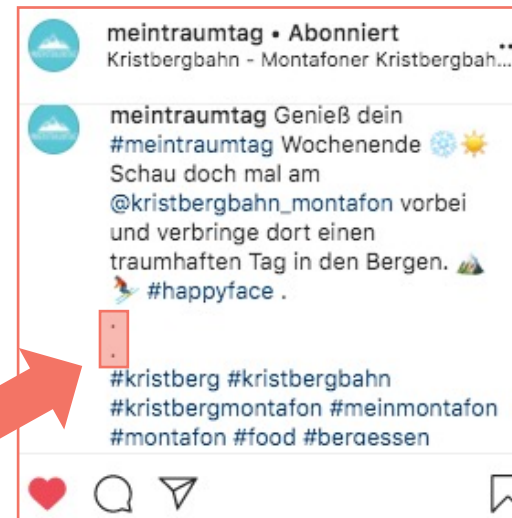 meintraumtag • Abonniert
Kristbergbahn - Montafoner Kristbergbah...
meintraumtag Genieß dein
#meintraumtag Wochenende ❄️☀️
Schau doch mal am
@kristbergbahn_montafon vorbei
und verbringe dort einen
traumhaften Tag in den Bergen. 🏔️
⛷️ #happyface .
.
.
#kristberg #kristbergbahn
#kristbergmontafon #meinmontafon
#montafon #food #bergessen